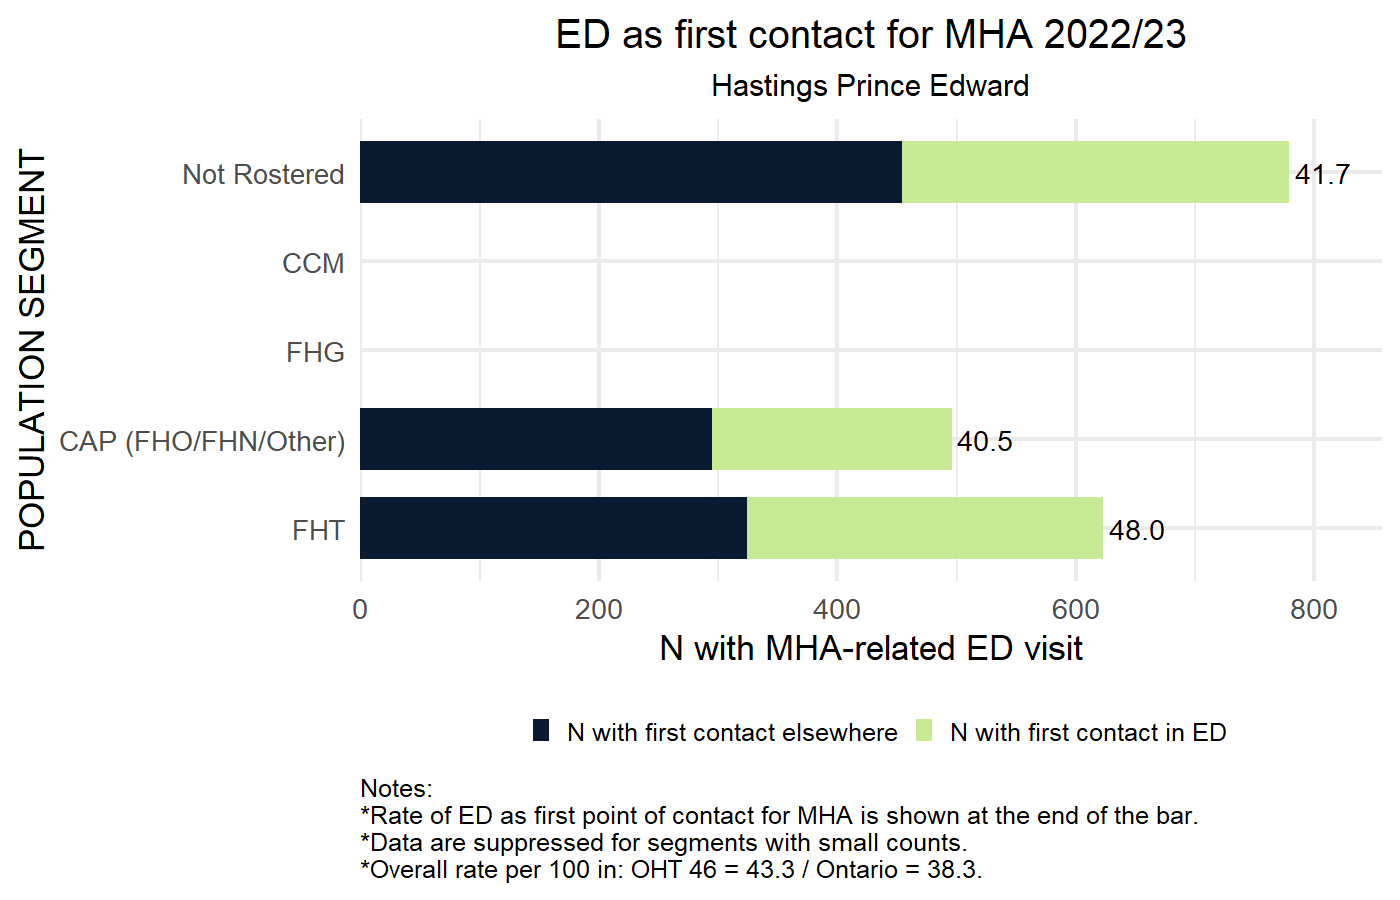 ED as first contact for MHA 2022/23
Hastings Prince Edward
POPULATION SEGMENT
Not Rostered
41.7
CCM
FHG
CAP (FHO/FHN/Other)
40.5
FHT
48.0
0 200 400 600 800
N with MHA-related ED visit
N with first contact elsewhere N with first contact in ED
Notes:
*Rate of ED as first point of contact for MHA is shown at the end of the bar.
*Data are suppressed for segments with small counts.
*Overall rate per 100 in: OHT 46 = 43.3 / Ontario = 38.3.